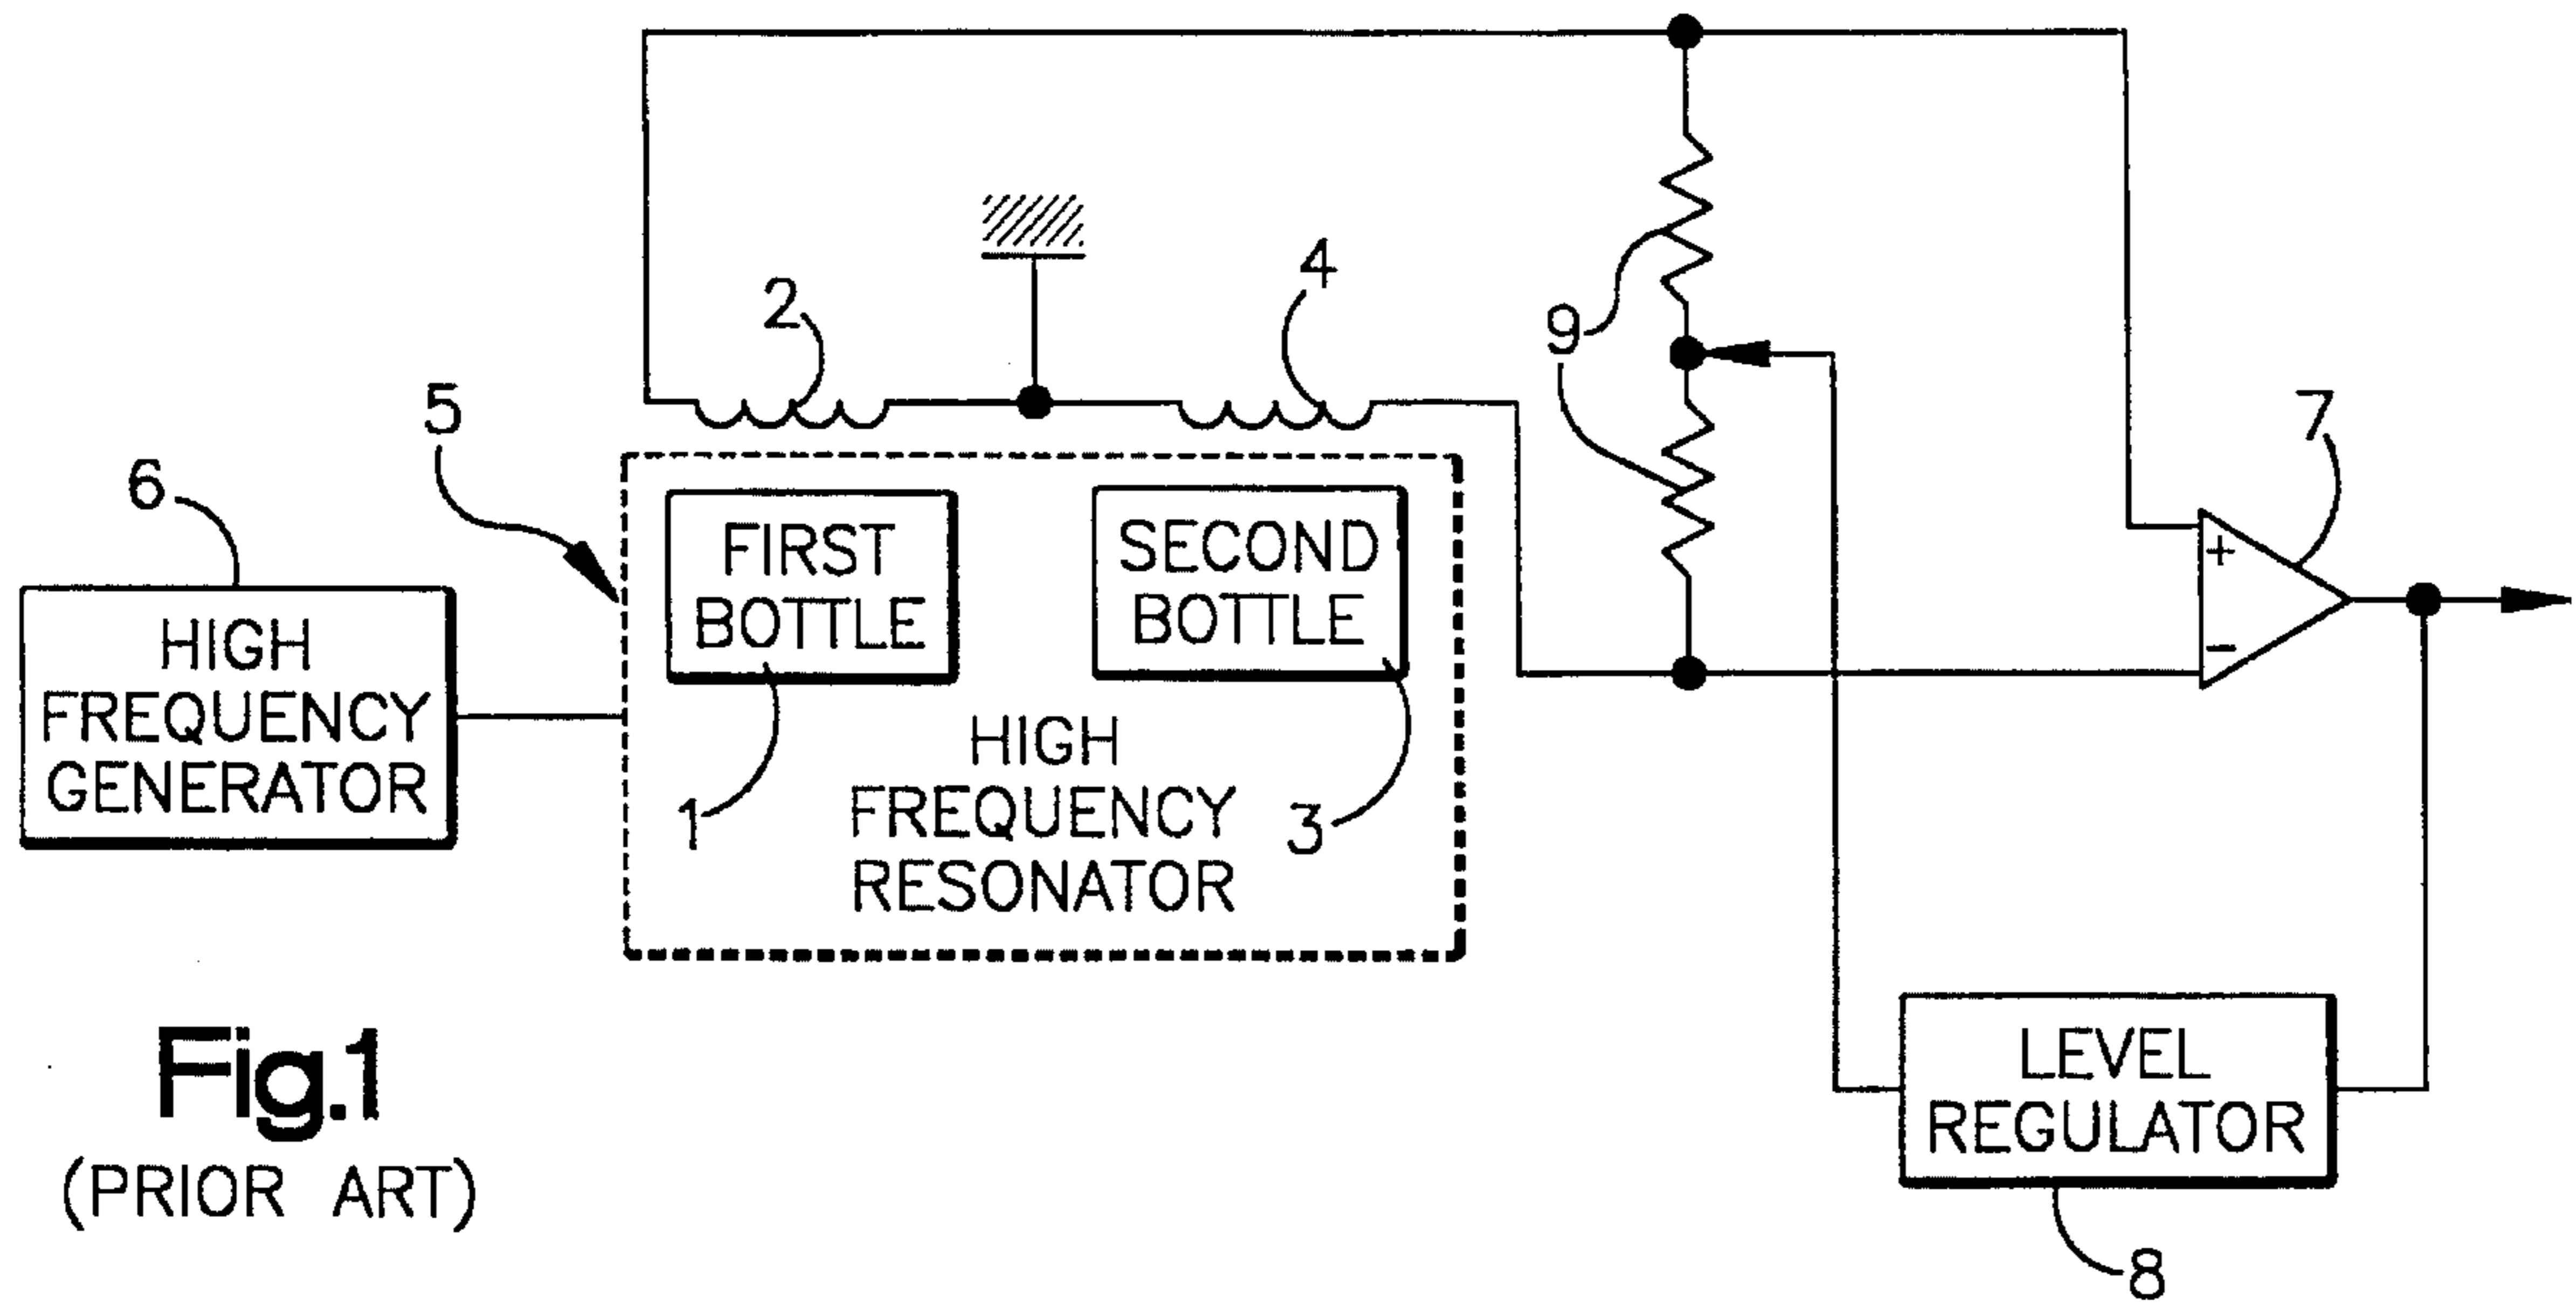 2
4
9
7
5
6
+
−
FIRST
BOTTLE
SECOND
BOTTLE
HIGH
FREQUENCY
GENERATOR
HIGH
FREQUENCY
RESONATOR
1
3
LEVEL
REGULATOR
8
Fig.1
(PRIOR ART)